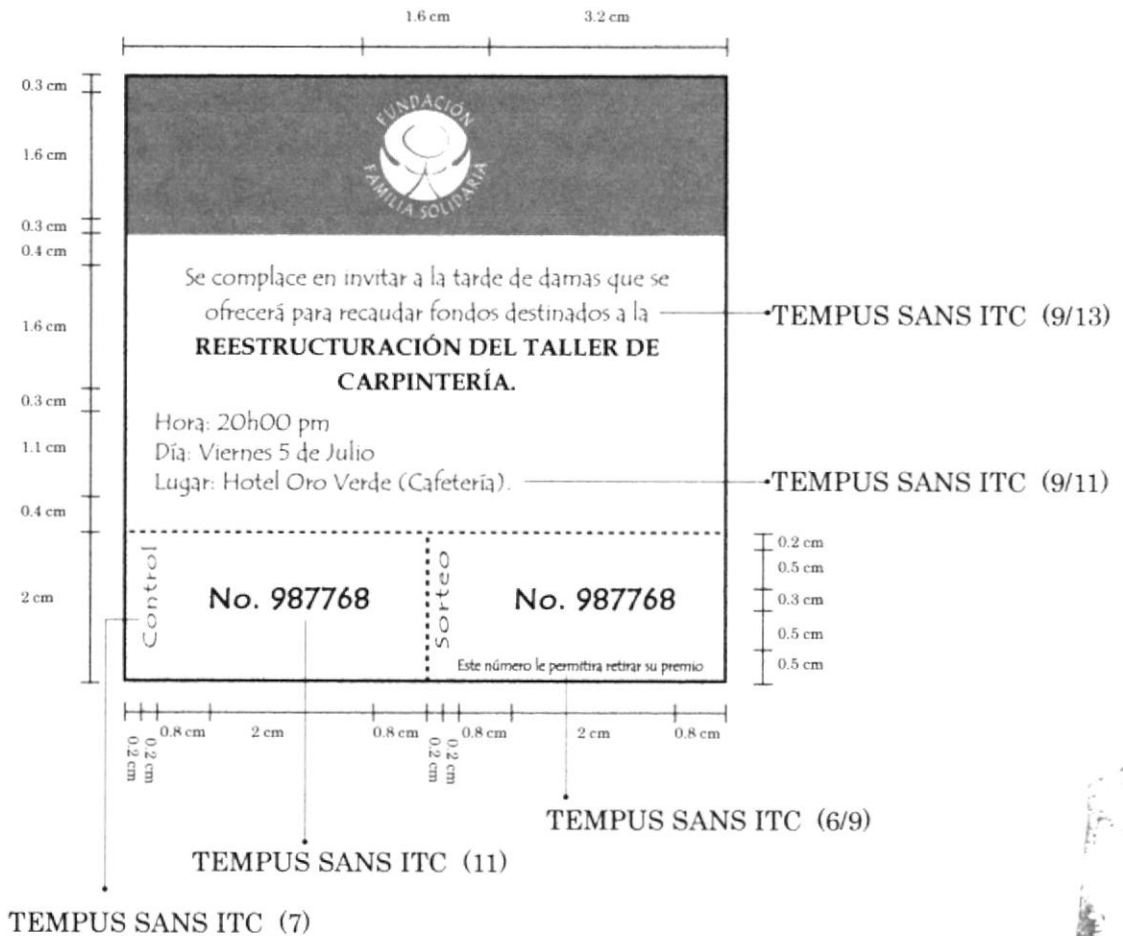 1.6 cm 3.2 cm
0.3 cm
1.6 cm
0.3 cm
0.4 cm
1.6 cm
0.3 cm
1.1 cm
0.4 cm
2 cm
FUNDACIÓN
FAMILIA SOLIDARIA
Se complace en invitar a la tarde de damas que se
ofrecerá para recaudar fondos destinados a la
REESTRUCTURACIÓN DEL TALLER DE
CARPINTERÍA.
Hora: 20h00 pm
Día: Viernes 5 de Julio
Lugar: Hotel Oro Verde (Cafetería).
TEMPUS SANS ITC (9/13)
TEMPUS SANS ITC (9/11)
Control
No. 987768
Sorteo
No. 987768
Este número le permitira retirar su premio
0.2 cm
0.5 cm
0.3 cm
0.5 cm
0.5 cm
0.2 cm
0.2 cm
0.8 cm
2 cm
0.8 cm
0.2 cm
0.2 cm
0.8 cm
2 cm
0.8 cm
TEMPUS SANS ITC (6/9)
TEMPUS SANS ITC (11)
TEMPUS SANS ITC (7)